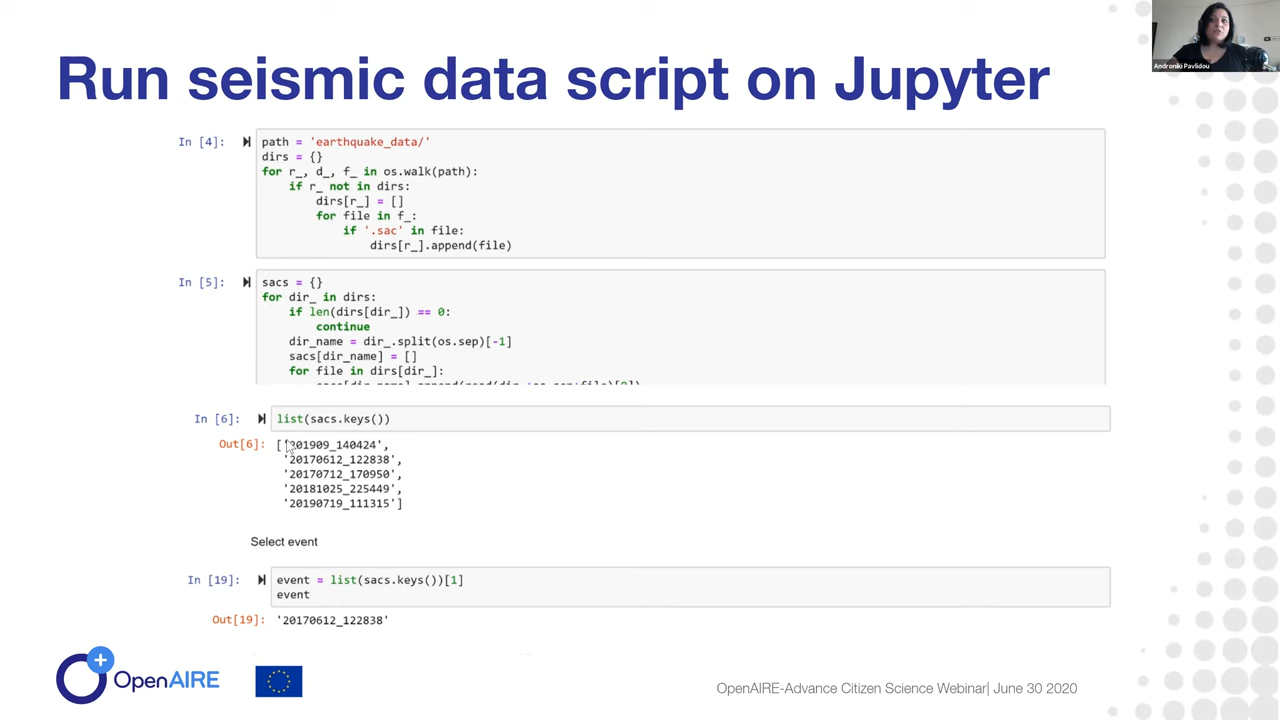 Androniki Pavlidou
Run seismic data script on Jupyter
In [4]:
path = 'earthquake_data/'
dirs = {}
for r_, d_, f_ in os.walk(path):
    if r_ not in dirs:
        dirs[r_] = []
        for file in f_:
            if '.sac' in file:
                dirs[r_].append(file)
In [5]:
sacs = {}
for dir_ in dirs:
    if len(dirs[dir_]) == 0:
        continue
    dir_name = dir_.split(os.sep)[-1]
    sacs[dir_name] = []
    for file in dirs[dir_]:
In [6]:
list(sacs.keys())
Out[6]:
['201909_140424',
'20170612_122838',
'20170712_170950',
'20181025_225449',
'20190719_111315']
Select event
In [19]:
event = list(sacs.keys())[1]
event
Out[19]:
'20170612_122838'
OpenAIRE
OpenAIRE-Advance Citizen Science Webinar| June 30 2020